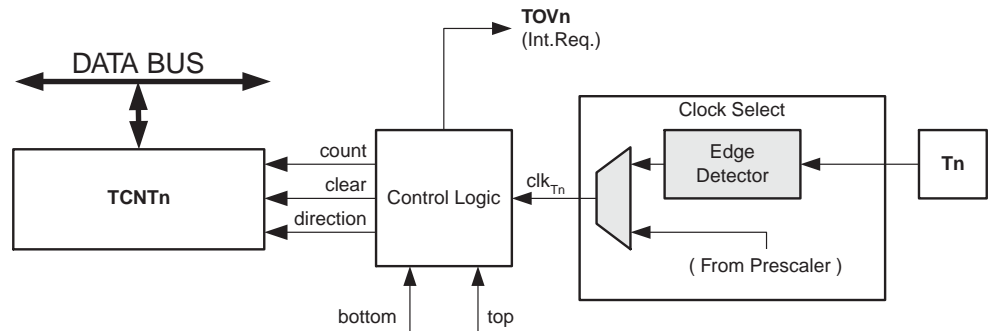 TOVn
(Int.Req.)
DATA BUS
Clock Select
count
Edge
Detector
Tn
TCNTn
clear
Control Logic
clkTn
direction
( From Prescaler )
bottom
top